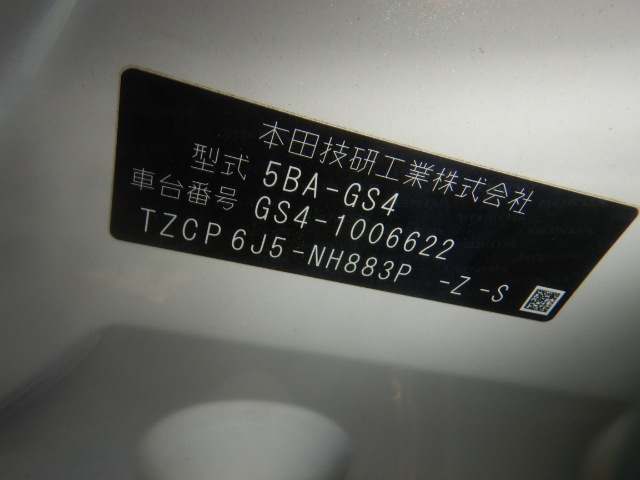 本田技研工業株式会社
型式 5BA-GS4
車台番号 GS4-1006622
TZCP 6J5-NH883P -Z-S